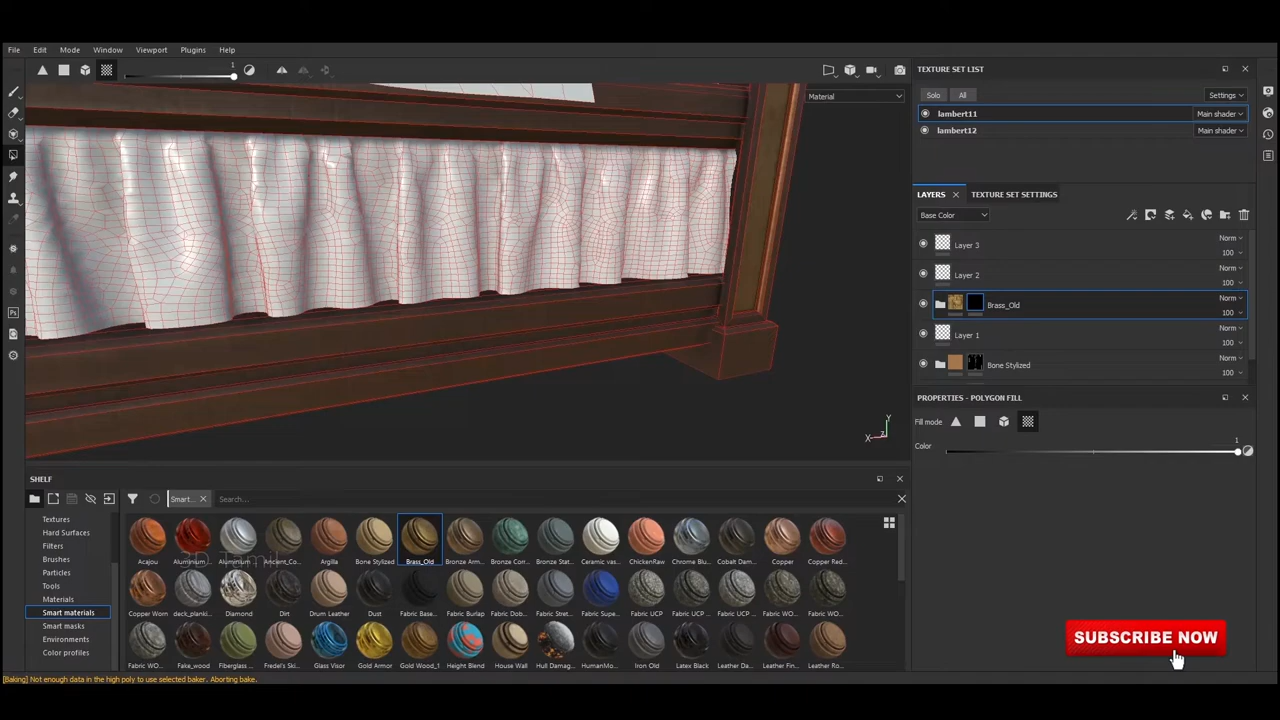 File Edit Mode Window Viewport Plugins Help
1
Material
TEXTURE SET LIST
Solo All Settings
lambert11 Main shader
lambert12 Main shader
LAYERS TEXTURE SET SETTINGS
Base Color
Layer 3 Norm
100
Layer 2 Norm
100
Brass_Old Norm
100
Layer 1 Norm
100
Bone Stylized Norm
100
PROPERTIES - POLYGON FILL
Fill mode
Color 1
Y
X Z
SHELF
Smart... Search...
Textures
Hard Surfaces
Filters
Brushes
Particles
Tools
Materials
Smart materials
Smart masks
Environments
Color profiles
Acajou Aluminium... Aluminium... Ancient_Co... Argilla Bone Stylized Brass_Old Bronze Arm... Bronze Corr... Bronze Stat... Ceramic vas... ChickenRaw Chrome Blu... Cobalt Dam... Copper Copper Red...
3D Tamil
Copper Worn deck_planki... Diamond Dirt Drum Leather Dust Fabric Base... Fabric Burlap Fabric Dob... Fabric Stret... Fabric Supe... Fabric UCP Fabric UCP ... Fabric UCP ... Fabric WO... Fabric WO...
Fabric WO... Fake_wood Fiberglass ... Fredel's Ski... Glass Visor Gold Armor Gold Wood_1 Height Blend House Wall Hull Damag... HumanMo... Iron Old Latex Black Leather Da... Leather Fin... Leather Ro...
SUBSCRIBE NOW
[Baking] Not enough data in the high poly to use selected baker. Aborting bake.